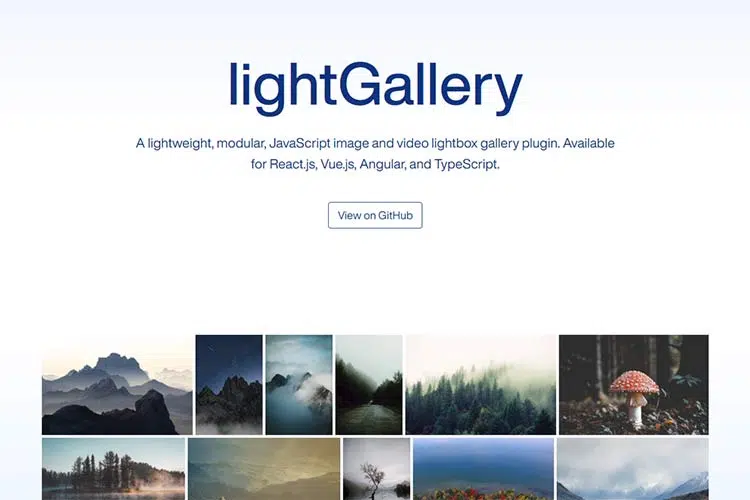 lightGallery
A lightweight, modular, JavaScript image and video lightbox gallery plugin. Available
for React.js, Vue.js, Angular, and TypeScript.
View on GitHub